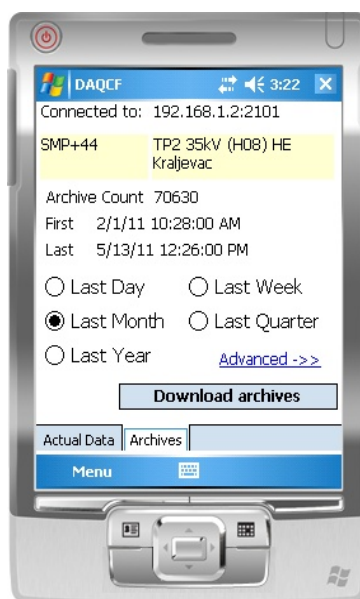 DAQCF 3:22
Connected to: 192.168.1.2:2101
SMP+44 TP2 35kV (H08) HE
Kraljevac
Archive Count 70630
First 2/1/11 10:28:00 AM
Last 5/13/11 12:26:00 PM
Last Day Last Week
Last Month Last Quarter
Last Year Advanced ->>
Download archives
Actual Data Archives
Menu